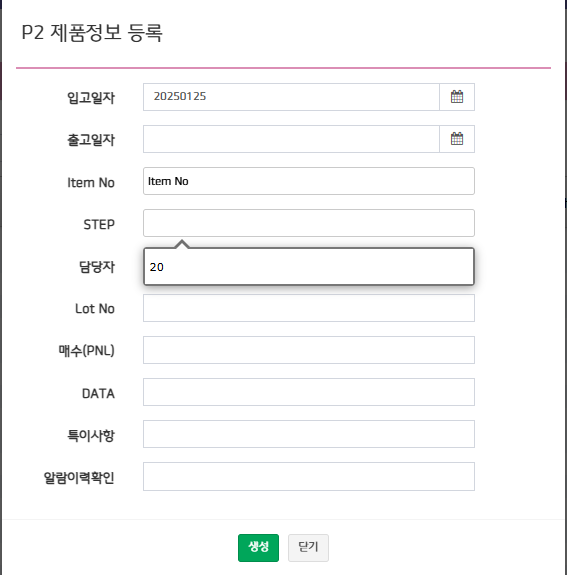 P2 제품정보 등록
입고일자 20250125
출고일자
Item No Item No
STEP
담당자 20
Lot No
매수(PNL)
DATA
특이사항
알람이력확인
생성 닫기